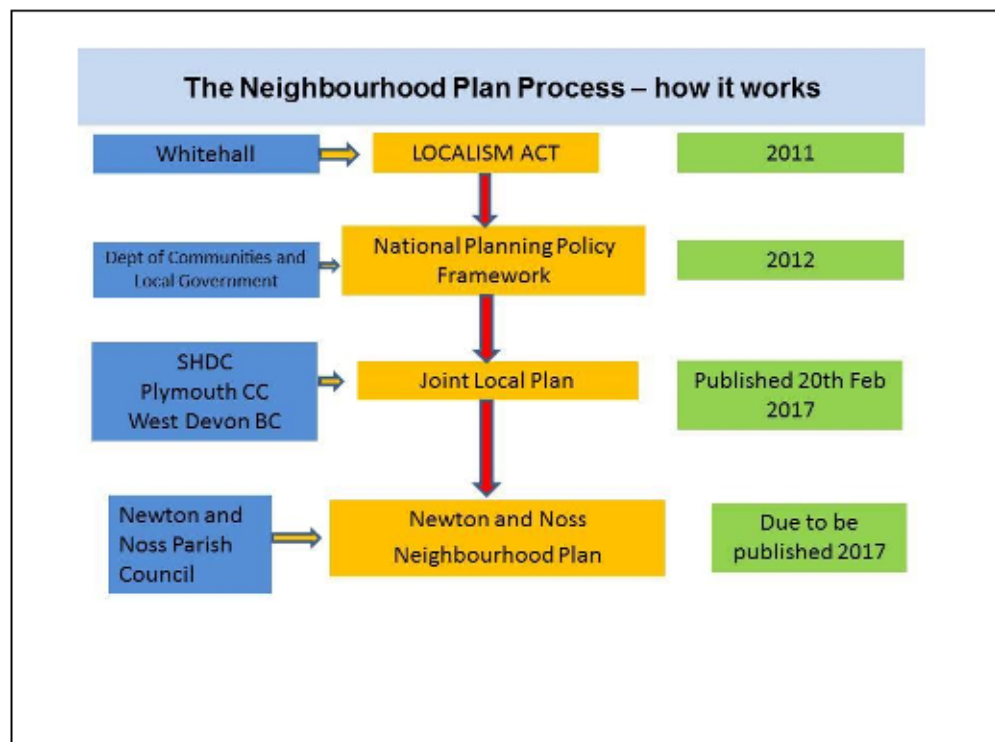 The Neighbourhood Plan Process – how it works
Whitehall
LOCALISM ACT
2011
Dept of Communities and
Local Government
National Planning Policy
Framework
2012
SHDC
Plymouth CC
West Devon BC
Joint Local Plan
Published 20th Feb
2017
Newton and
Noss Parish
Council
Newton and Noss
Neighbourhood Plan
Due to be
published 2017